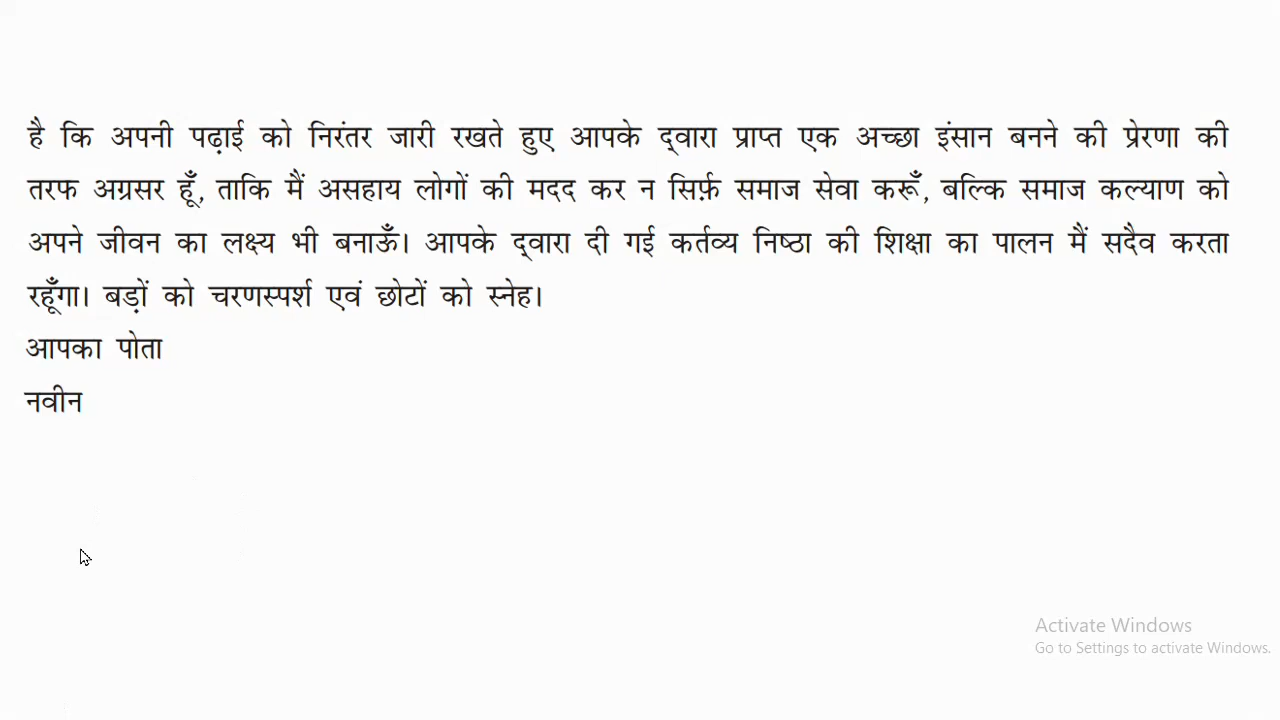 है कि अपनी पढ़ाई को निरंतर जारी रखते हुए आपके द्वारा प्राप्त एक अच्छा इंसान बनने की प्रेरणा की
तरफ अग्रसर हूँ, ताकि मैं असहाय लोगों की मदद कर न सिर्फ़ समाज सेवा करूँ, बल्कि समाज कल्याण को
अपने जीवन का लक्ष्य भी बनाऊँ। आपके द्वारा दी गई कर्तव्य निष्ठा की शिक्षा का पालन मैं सदैव करता
रहूँगा। बड़ों को चरणस्पर्श एवं छोटों को स्नेह।
आपका पोता
नवीन
Activate Windows
Go to Settings to activate Windows.